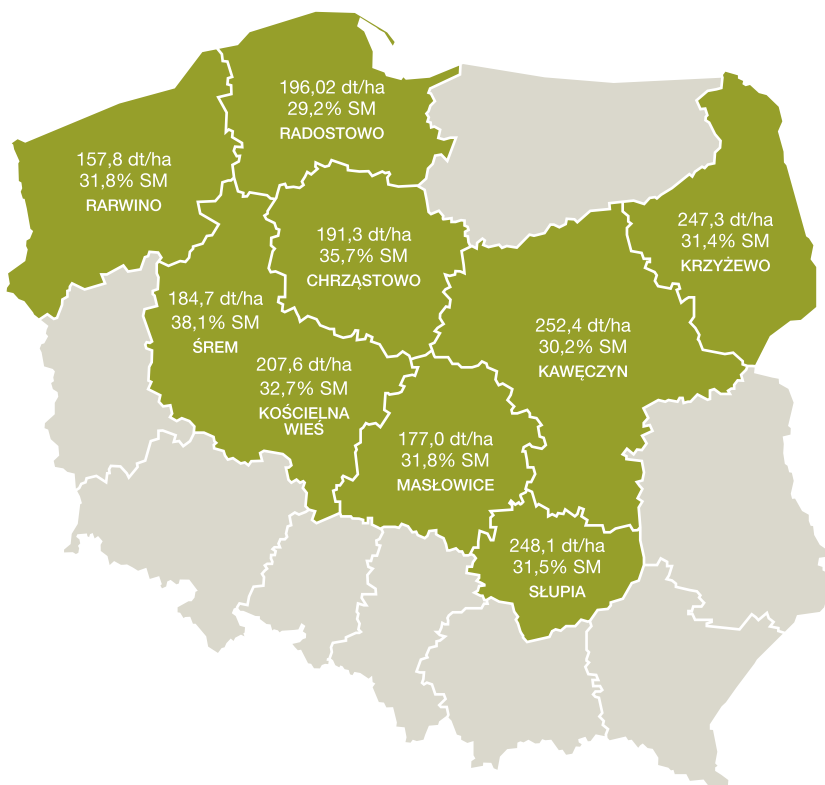 196,02 dt/ha
29,2% SM
RADOSTOWO
157,8 dt/ha
31,8% SM
RARWINO
247,3 dt/ha
31,4% SM
KRZYŻEWO
191,3 dt/ha
35,7% SM
CHRZĄSTOWO
184,7 dt/ha
38,1% SM
ŚREM
252,4 dt/ha
30,2% SM
KAWĘCZYN
207,6 dt/ha
32,7% SM
KOŚCIELNA
WIEŚ
177,0 dt/ha
31,8% SM
MASŁOWICE
248,1 dt/ha
31,5% SM
SŁUPIA